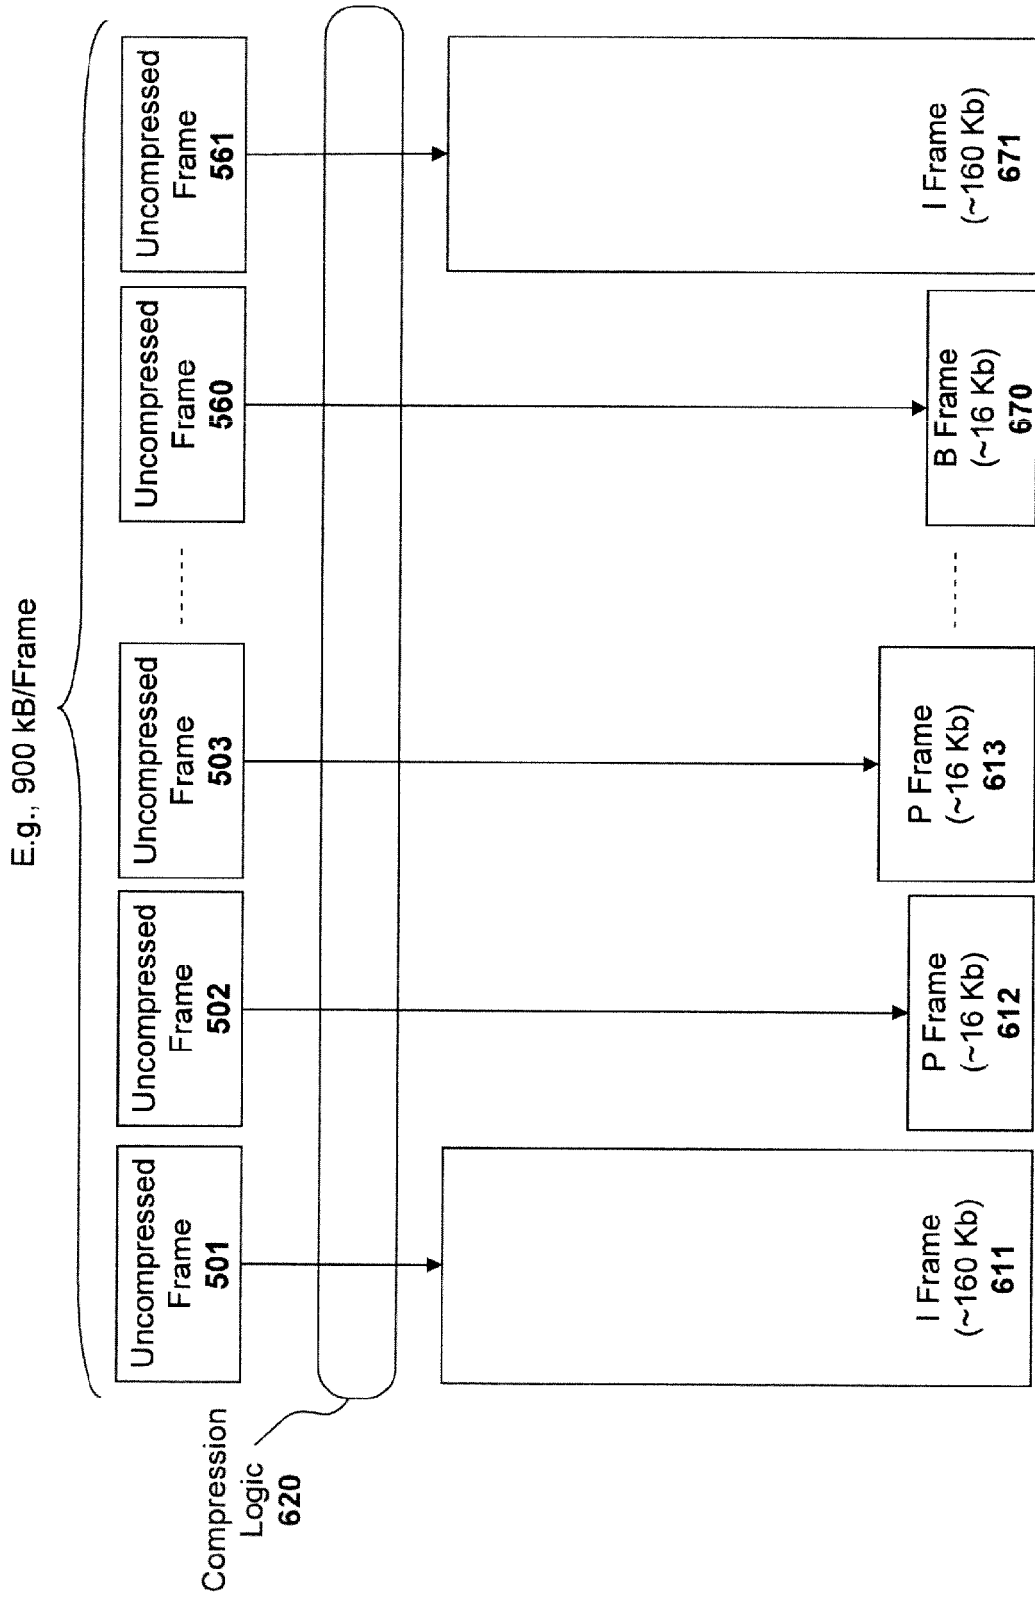 E.g., 900 kB/Frame
Uncompressed
Frame
501
Uncompressed
Frame
502
Uncompressed
Frame
503
Uncompressed
Frame
560
Uncompressed
Frame
561
Compression
Logic
620
I Frame
(~160 Kb)
611
P Frame
(~16 Kb)
612
P Frame
(~16 Kb)
613
B Frame
(~16 Kb)
670
I Frame
(~160 Kb)
671